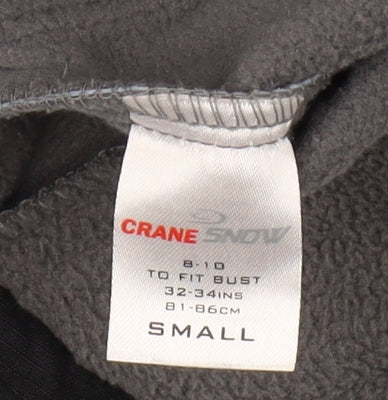 CRANE SNOW
8-10
TO FIT BUST
32-34INS
81-86CM
SMALL